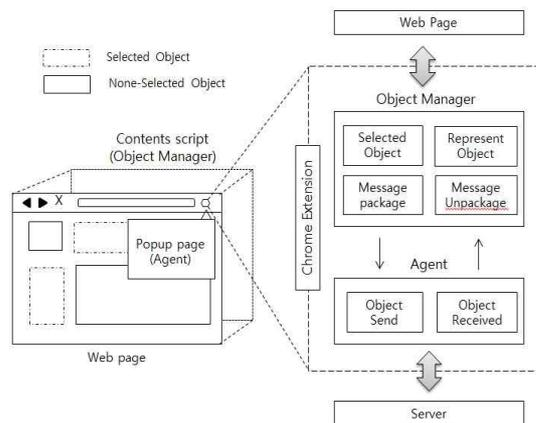 Selected Object
None-Selected Object
Contents script
(Object Manager)
X
Popup page
(Agent)
Web page
Web Page
Chrome Extension
Object Manager
Selected
Object
Represent
Object
Message
package
Message
Unpackage
Agent
Object
Send
Object
Received
Server